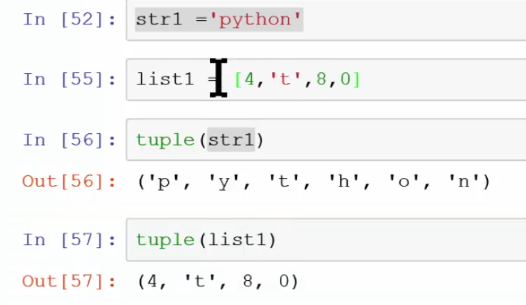 In [52]: str1 ='python'
In [55]: list1 = [4,'t',8,0]
In [56]: tuple(str1)
Out[56]: ('p', 'y', 't', 'h', 'o', 'n')
In [57]: tuple(list1)
Out[57]: (4, 't', 8, 0)